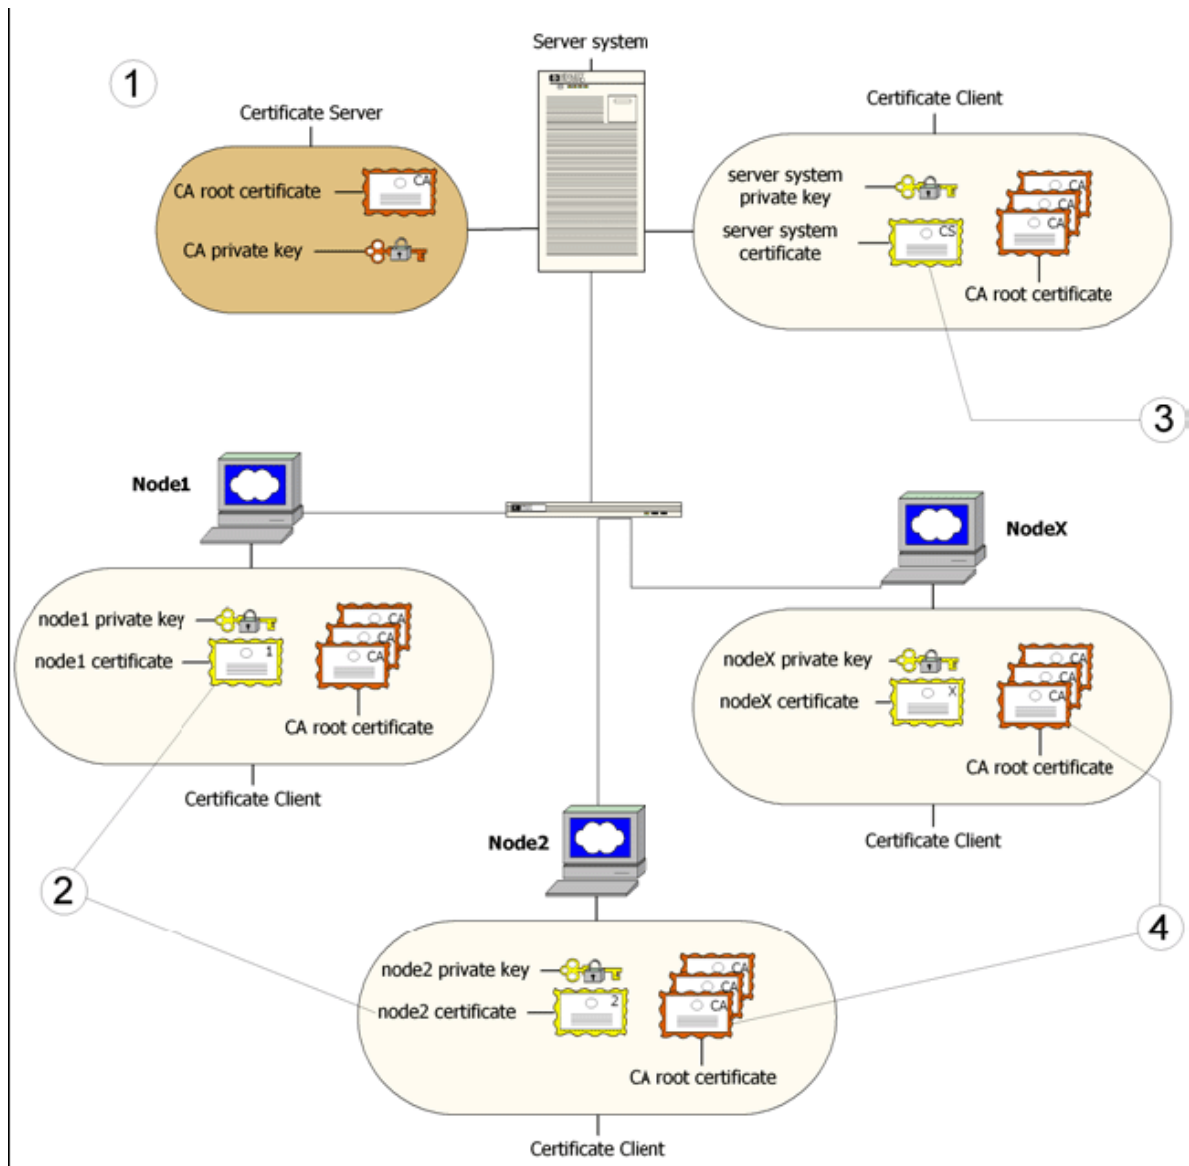 Server system
1
Certificate Server
CA root certificate
CA
CA private key
Certificate Client
server system
private key
server system
certificate
CS
CA
CA
CA
CA root certificate
3
Node1
NodeX
node1 private key
node1 certificate
1
CA
CA
CA
CA root certificate
Certificate Client
nodeX private key
nodeX certificate
X
CA
CA
CA
CA root certificate
Certificate Client
2
Node2
4
node2 private key
node2 certificate
2
CA
CA
CA
CA root certificate
Certificate Client